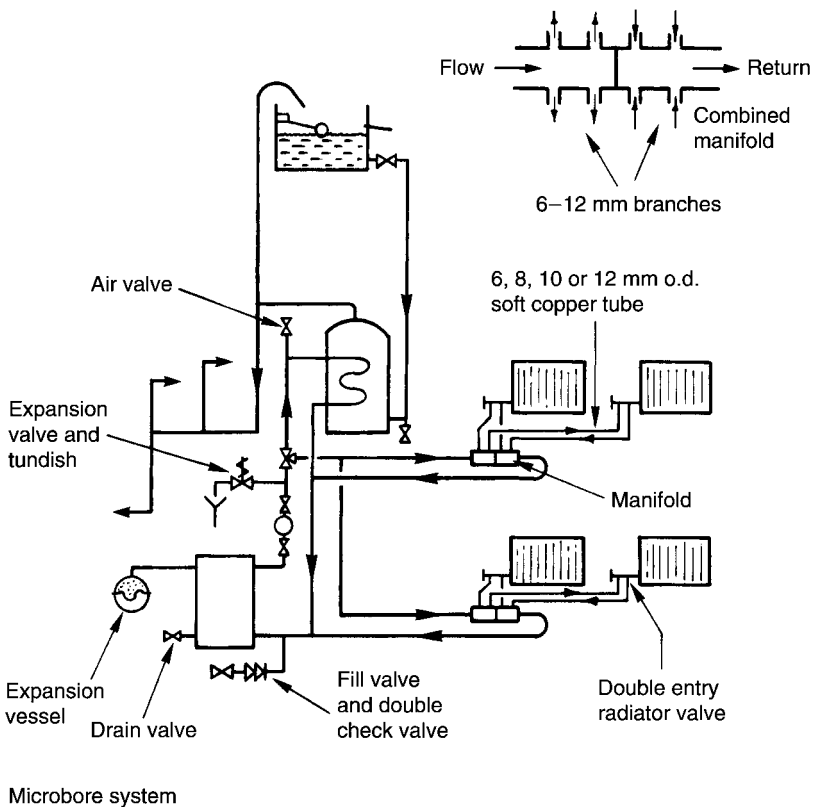 Flow
Return
Combined
manifold
6–12 mm branches
6, 8, 10 or 12 mm o.d.
soft copper tube
Air valve
Expansion
valve and
tundish
Manifold
Expansion
vessel
Drain valve
Fill valve
and double
check valve
Double entry
radiator valve
Microbore system